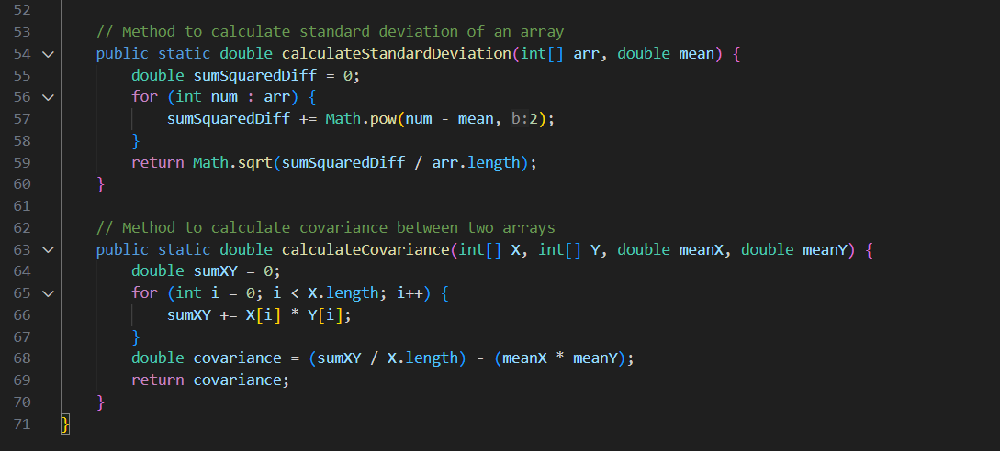 52
53 // Method to calculate standard deviation of an array
54 public static double calculateStandardDeviation(int[] arr, double mean) {
55 double sumSquaredDiff = 0;
56 for (int num : arr) {
57 sumSquaredDiff += Math.pow(num - mean, b:2);
58 }
59 return Math.sqrt(sumSquaredDiff / arr.length);
60 }
61
62 // Method to calculate covariance between two arrays
63 public static double calculateCovariance(int[] X, int[] Y, double meanX, double meanY) {
64 double sumXY = 0;
65 for (int i = 0; i < X.length; i++) {
66 sumXY += X[i] * Y[i];
67 }
68 double covariance = (sumXY / X.length) - (meanX * meanY);
69 return covariance;
70 }
71 }